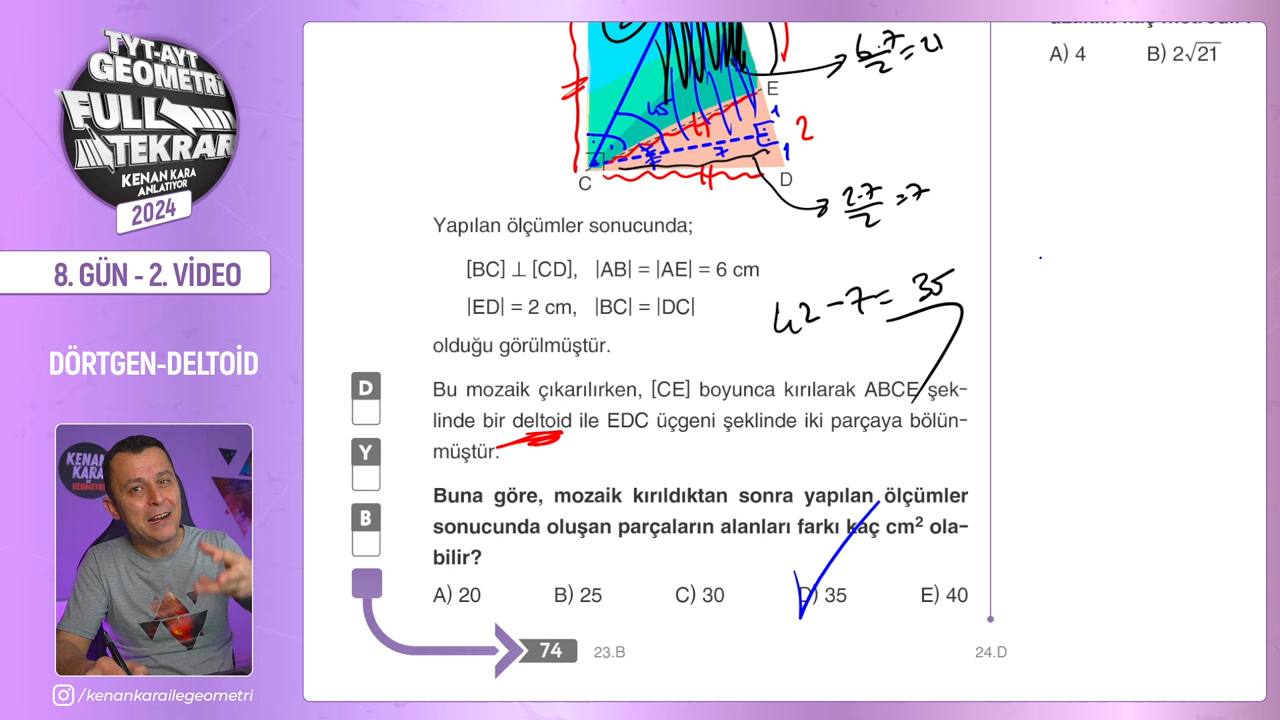 TYT-AYT
GEOMETRİ
FULL
TEKRAR
KENAN KARA
ANLATIYOR
2024
8. GÜN - 2. VİDEO
DÖRTGEN-DELTOİD
KENAN
KARA
GEOMETRİ
/kenankarailegeometri
6.7/2 = 21
45
E
1
2
7
1
C
D
2.7/2 = 7
Yapılan ölçümler sonucunda;
[BC] ⊥ [CD], |AB| = |AE| = 6 cm
|ED| = 2 cm, |BC| = |DC|
olduğu görülmüştür.
42 - 7 = 35
Bu mozaik çıkarılırken, [CE] boyunca kırılarak ABCE şek-
linde bir deltoid ile EDC üçgeni şeklinde iki parçaya bölün-
müştür.
Buna göre, mozaik kırıldıktan sonra yapılan ölçümler
sonucunda oluşan parçaların alanları farkı kaç cm² ola-
bilir?
A) 20 B) 25 C) 30 D) 35 E) 40
D
Y
B
74 23.B 24.D
A) 4 B) 2√21